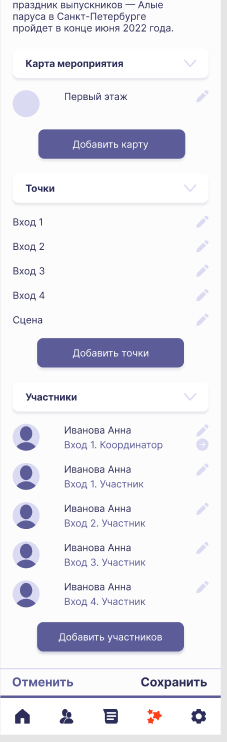 праздник выпускников — Алые
паруса в Санкт-Петербурге
пройдет в конце июня 2022 года.
Карта мероприятия
Первый этаж
Добавить карту
Точки
Вход 1
Вход 2
Вход 3
Вход 4
Сцена
Добавить точки
Участники
Иванова Анна
Вход 1. Координатор
Иванова Анна
Вход 1. Участник
Иванова Анна
Вход 2. Участник
Иванова Анна
Вход 3. Участник
Иванова Анна
Вход 4. Участник
Добавить участников
Отменить
Сохранить